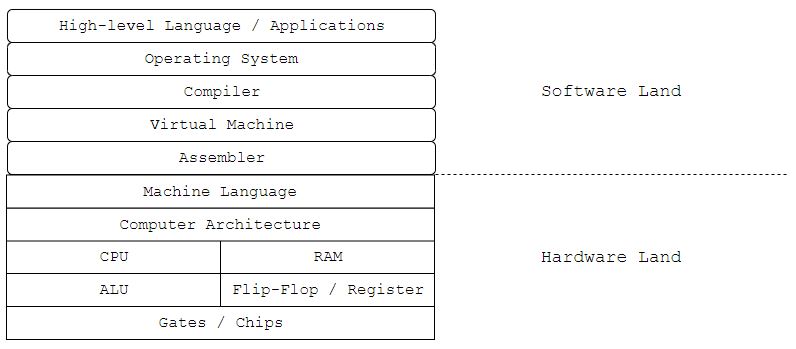 High-level Language / Applications
Operating System
Compiler
Software Land
Virtual Machine
Assembler
Machine Language
Computer Architecture
CPU RAM
Hardware Land
ALU Flip-Flop / Register
Gates / Chips